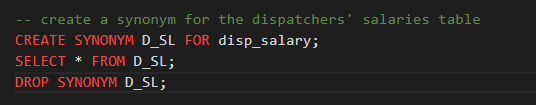 -- create a synonym for the dispatchers' salaries table
CREATE SYNONYM D_SL FOR disp_salary;
SELECT * FROM D_SL;
DROP SYNONYM D_SL;